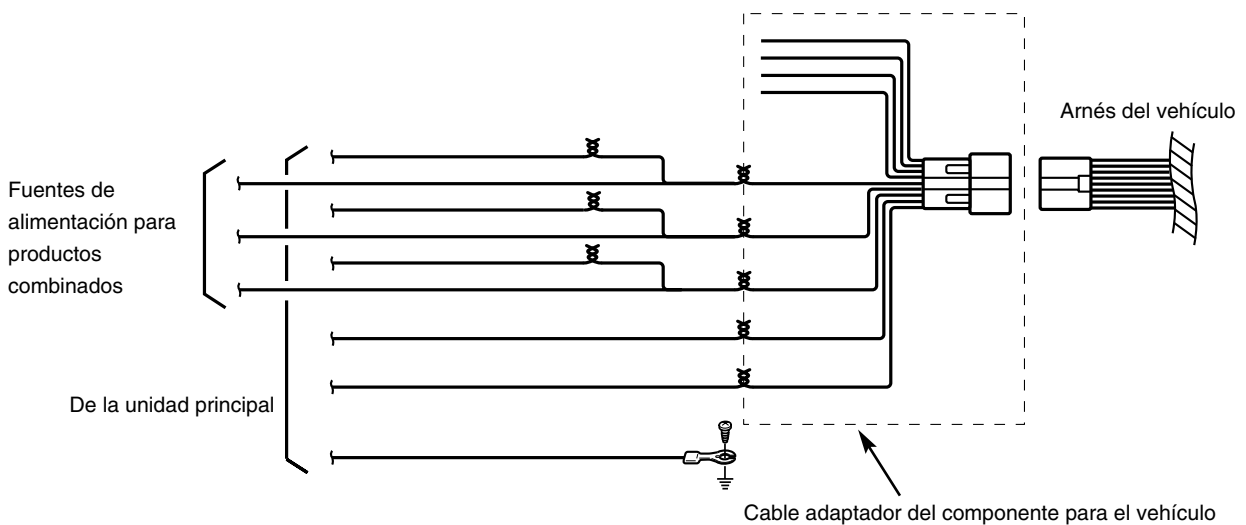 Arnés del vehículo
Fuentes de
alimentación para
productos
combinados
De la unidad principal
Cable adaptador del componente para el vehículo